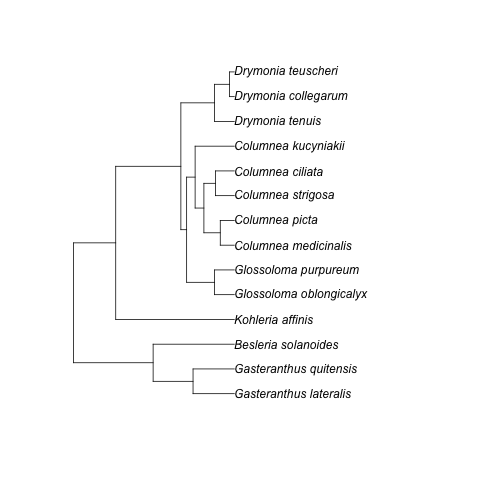 Drymonia teuscheri
Drymonia collegarum
Drymonia tenuis
Columnea kucyniakii
Columnea ciliata
Columnea strigosa
Columnea picta
Columnea medicinalis
Glossoloma purpureum
Glossoloma oblongicalyx
Kohleria affinis
Besleria solanoides
Gasteranthus quitensis
Gasteranthus lateralis